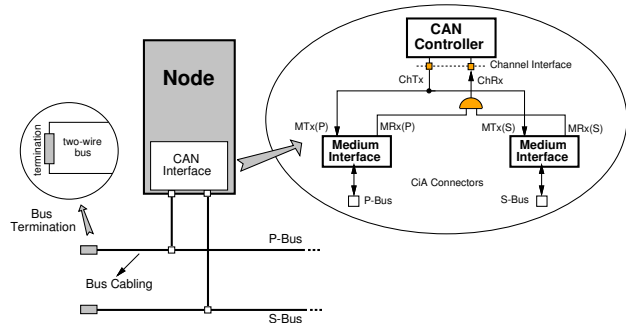 Node
CAN
Interface
termination
two-wire
bus
Bus
Termination
Bus Cabling
P-Bus
S-Bus
CAN
Controller
Channel Interface
ChTx
ChRx
MTx(P)
MRx(P)
MTx(S)
MRx(S)
Medium
Interface
Medium
Interface
CiA Connectors
P-Bus
S-Bus